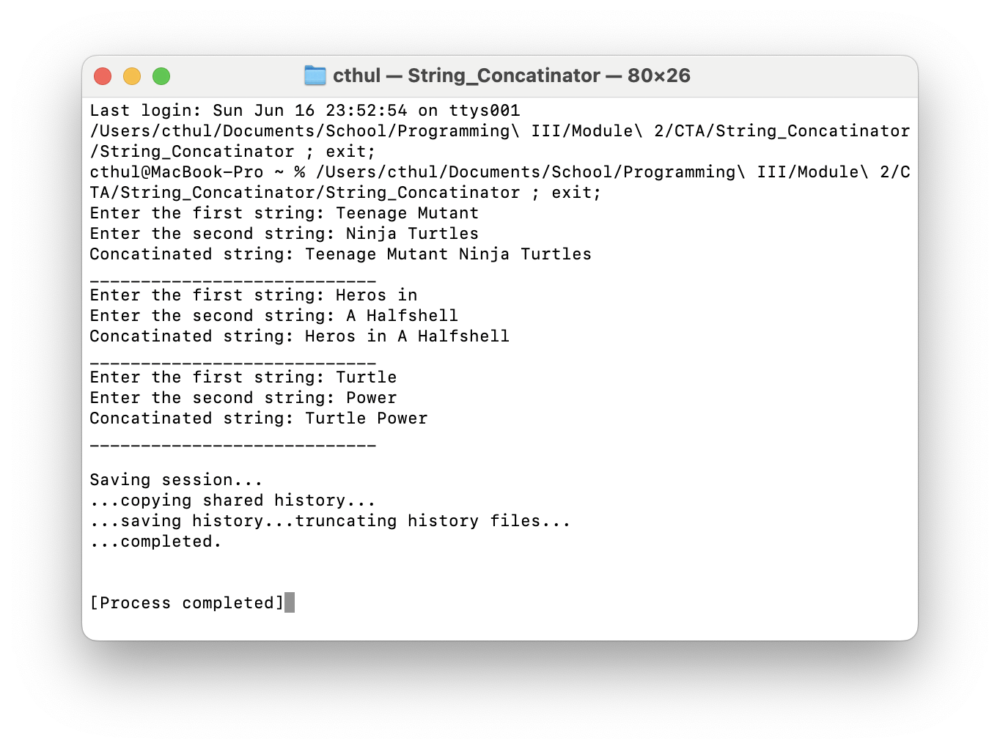 cthul — String_Concatinator — 80×26
Last login: Sun Jun 16 23:52:54 on ttys001
/Users/cthul/Documents/School/Programming\ III/Module\ 2/CTA/String_Concatinator
/String_Concatinator ; exit;
cthul@MacBook-Pro ~ % /Users/cthul/Documents/School/Programming\ III/Module\ 2/C
TA/String_Concatinator/String_Concatinator ; exit;
Enter the first string: Teenage Mutant
Enter the second string: Ninja Turtles
Concatinated string: Teenage Mutant Ninja Turtles
____________________________
Enter the first string: Heros in
Enter the second string: A Halfshell
Concatinated string: Heros in A Halfshell
____________________________
Enter the first string: Turtle
Enter the second string: Power
Concatinated string: Turtle Power
____________________________
Saving session...
...copying shared history...
...saving history...truncating history files...
...completed.
[Process completed]